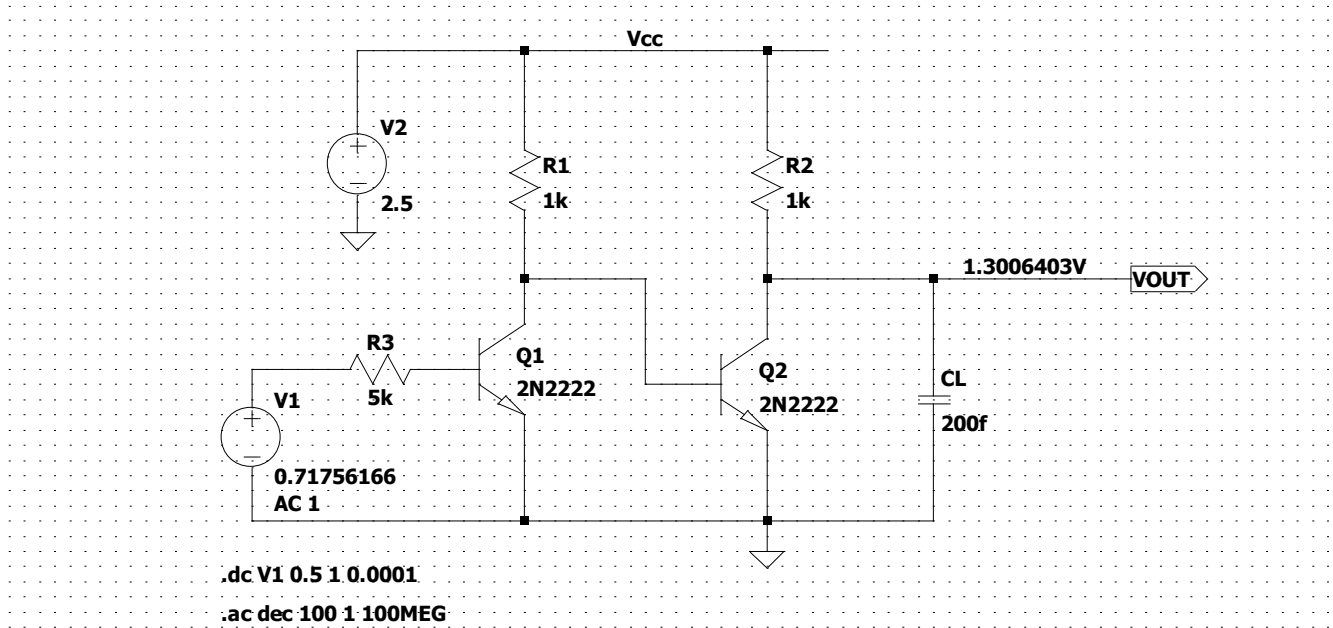 Vcc
V2
2.5
R1
1k
R2
1k
1.3006403V
VOUT
R3
5k
Q1
2N2222
Q2
2N2222
CL
200f
V1
0.71756166
AC 1
.dc V1 0.5 1 0.0001
.ac dec 100 1 100MEG